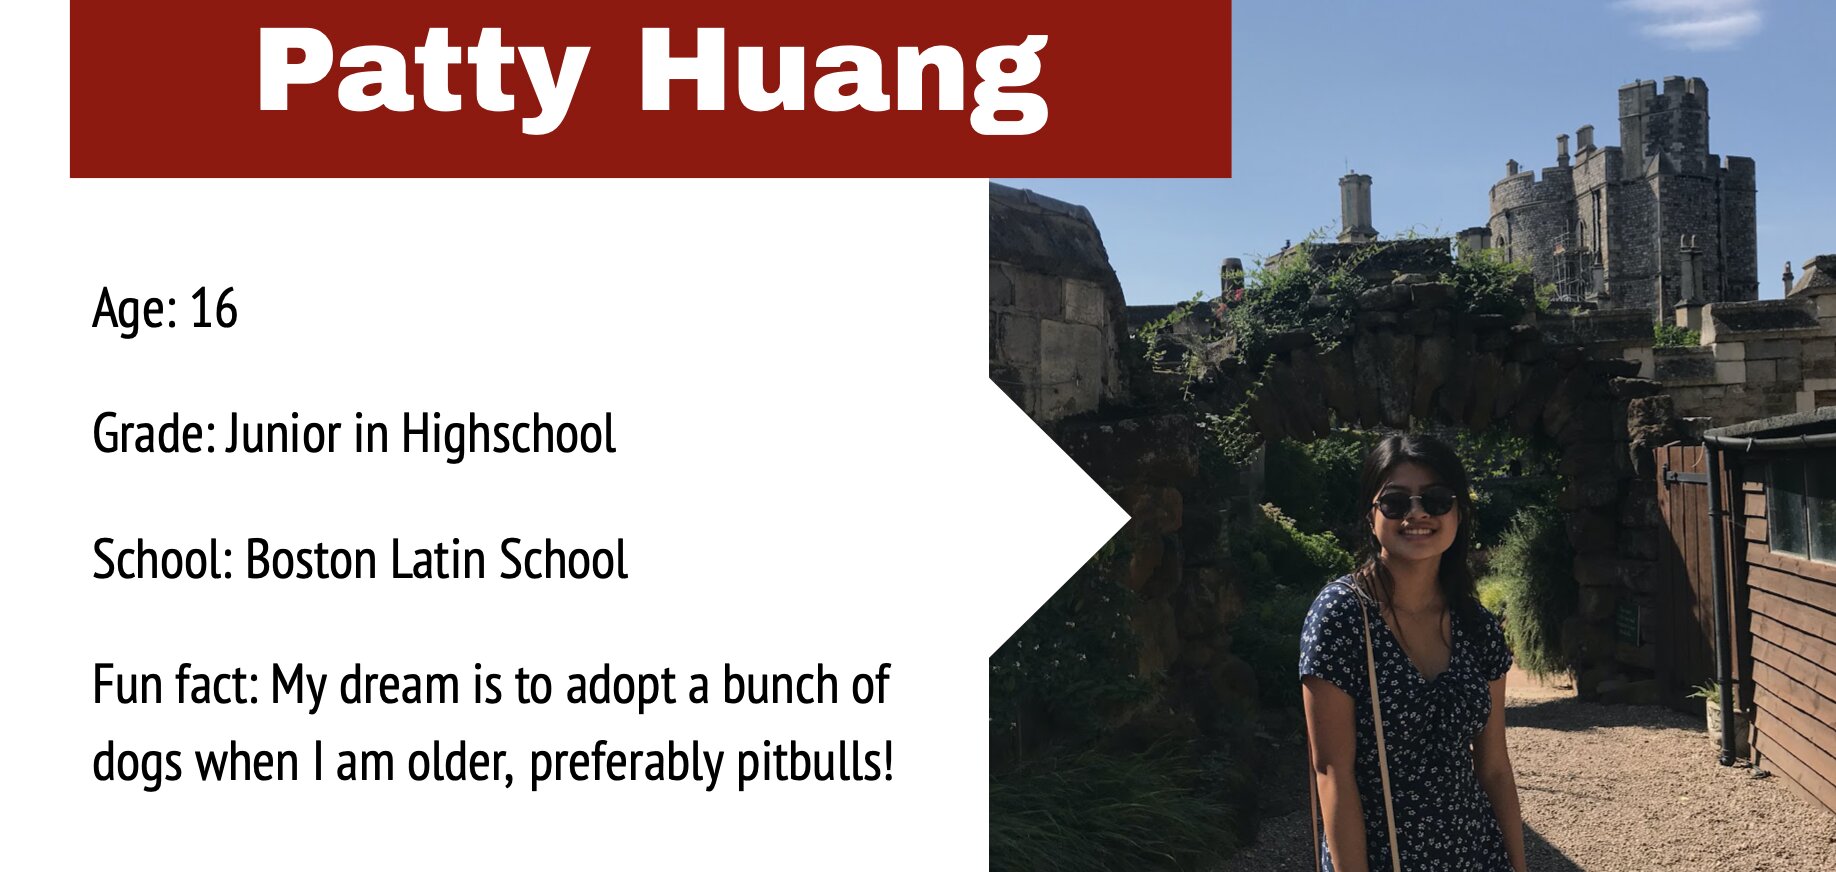 Patty Huang
Age: 16
Grade: Junior in Highschool
School: Boston Latin School
Fun fact: My dream is to adopt a bunch of
dogs when I am older, preferably pitbulls!